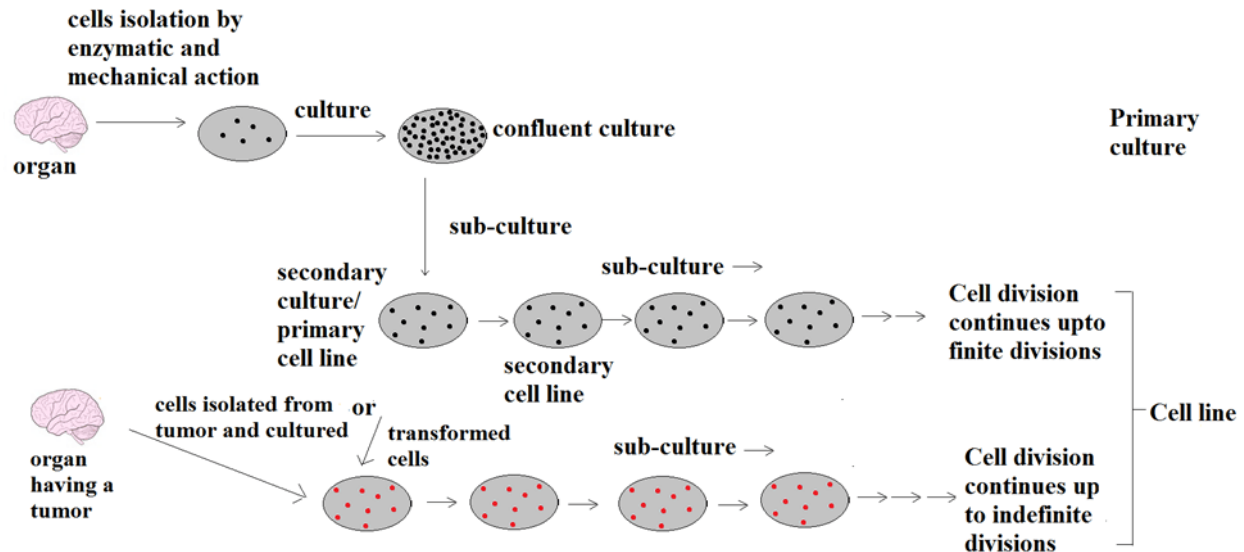 cells isolation by
enzymatic and
mechanical action
organ
culture
confluent culture
Primary
culture
sub-culture
secondary
culture/
primary
cell line
sub-culture
secondary
cell line
Cell division
continues upto
finite divisions
Cell line
organ
having a
tumor
cells isolated from
tumor and cultured
or
transformed
cells
sub-culture
Cell division
continues up
to indefinite
divisions